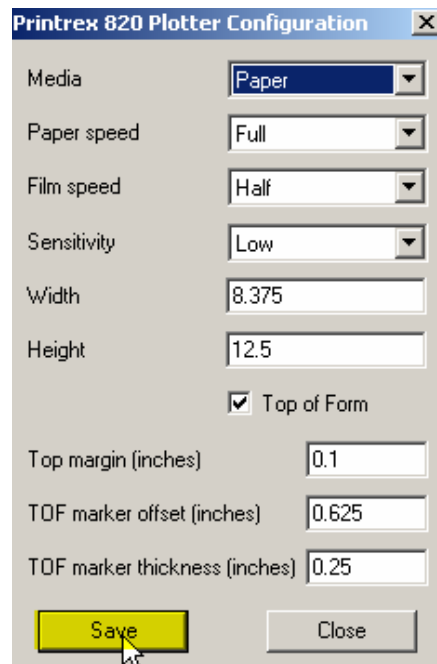 Printrex 820 Plotter Configuration
Media Paper
Paper speed Full
Film speed Half
Sensitivity Low
Width 8.375
Height 12.5
Top of Form
Top margin (inches) 0.1
TOF marker offset (inches) 0.625
TOF marker thickness (inches) 0.25
Save Close